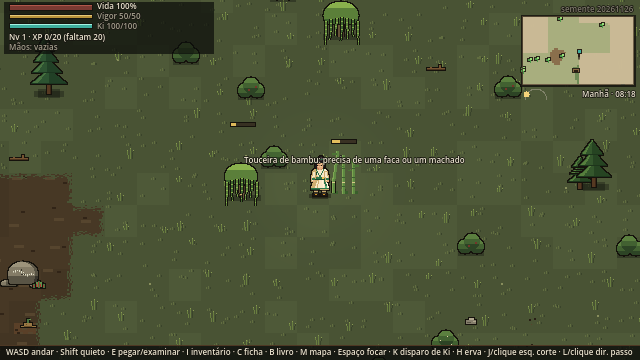 Vida 100%
Vigor 50/50
Ki 100/100
Nv 1 · XP 0/20 (faltam 20)
Mãos: vazias
semente 20261126
Manhã · 08:18
Touceira de bambu: precisa de uma faca ou um machado
WASD andar · Shift quieto · E pegar/examinar · I inventário · C ficha · B livro · M mapa · Espaço focar · K disparo de Ki · H erva · J/clique esq. corte · L/clique dir. passo